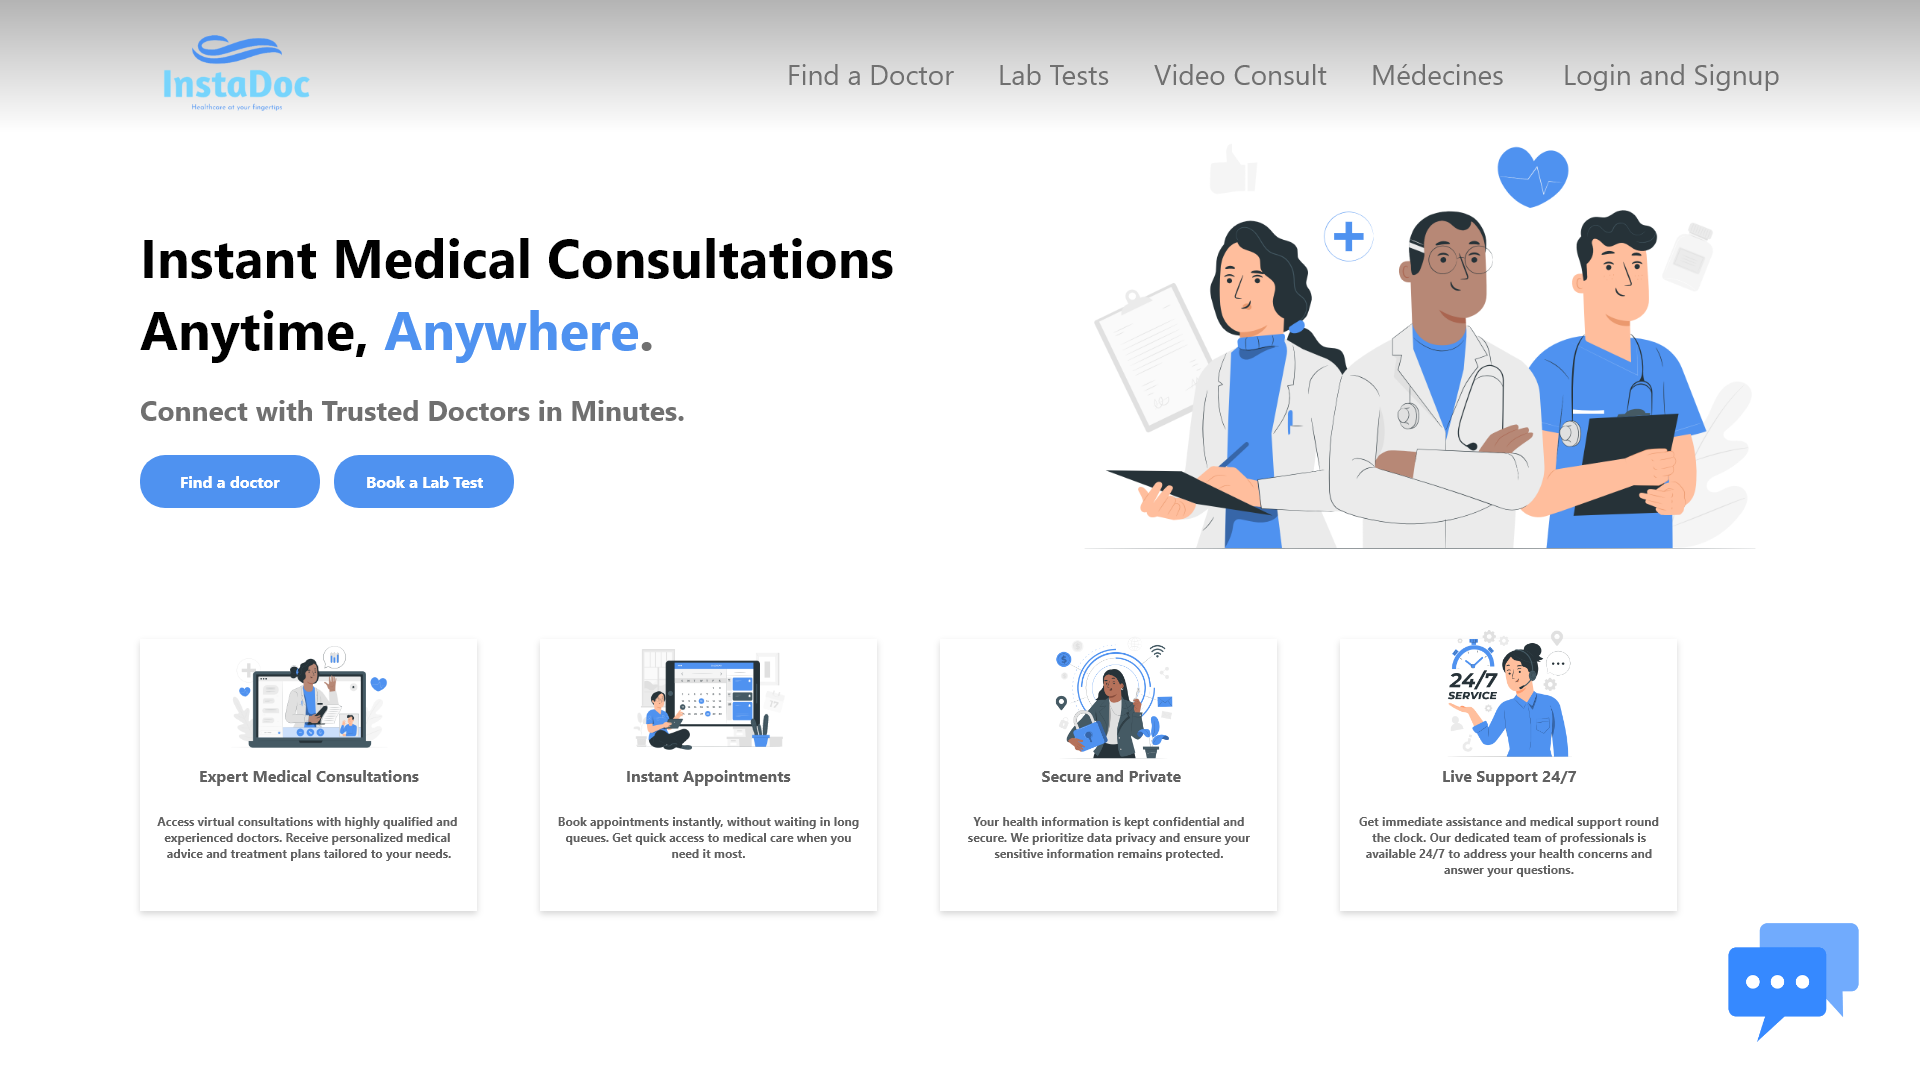 InstaDoc
Healthcare at your fingertips
Find a Doctor
Lab Tests
Video Consult
Médecines
Login and Signup
Instant Medical Consultations
Anytime, Anywhere.
Connect with Trusted Doctors in Minutes.
Find a doctor
Book a Lab Test
Expert Medical Consultations
Access virtual consultations with highly qualified and
experienced doctors. Receive personalized medical
advice and treatment plans tailored to your needs.
Instant Appointments
Book appointments instantly, without waiting in long
queues. Get quick access to medical care when you
need it most.
Secure and Private
Your health information is kept confidential and
secure. We prioritize data privacy and ensure your
sensitive information remains protected.
24/7
SERVICE
Live Support 24/7
Get immediate assistance and medical support round
the clock. Our dedicated team of professionals is
available 24/7 to address your health concerns and
answer your questions.